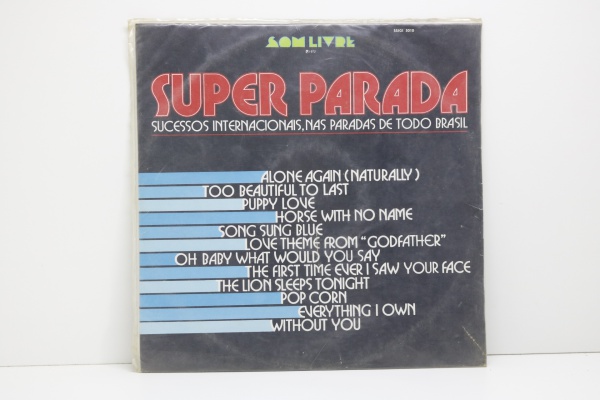 SOM LIVRE
SUPER PARADA
SUCESSOS INTERNACIONAIS, NAS PARADAS DE TODO BRASIL
ALONE AGAIN (NATURALLY)
TOO BEAUTIFUL TO LAST
PUPPY LOVE
HORSE WITH NO NAME
SONG SUNG BLUE
LOVE THEME FROM "GODFATHER"
OH BABY WHAT WOULD YOU SAY
THE FIRST TIME EVER I SAW YOUR FACE
THE LION SLEEPS TONIGHT
POP CORN
EVERYTHING I OWN
WITHOUT YOU